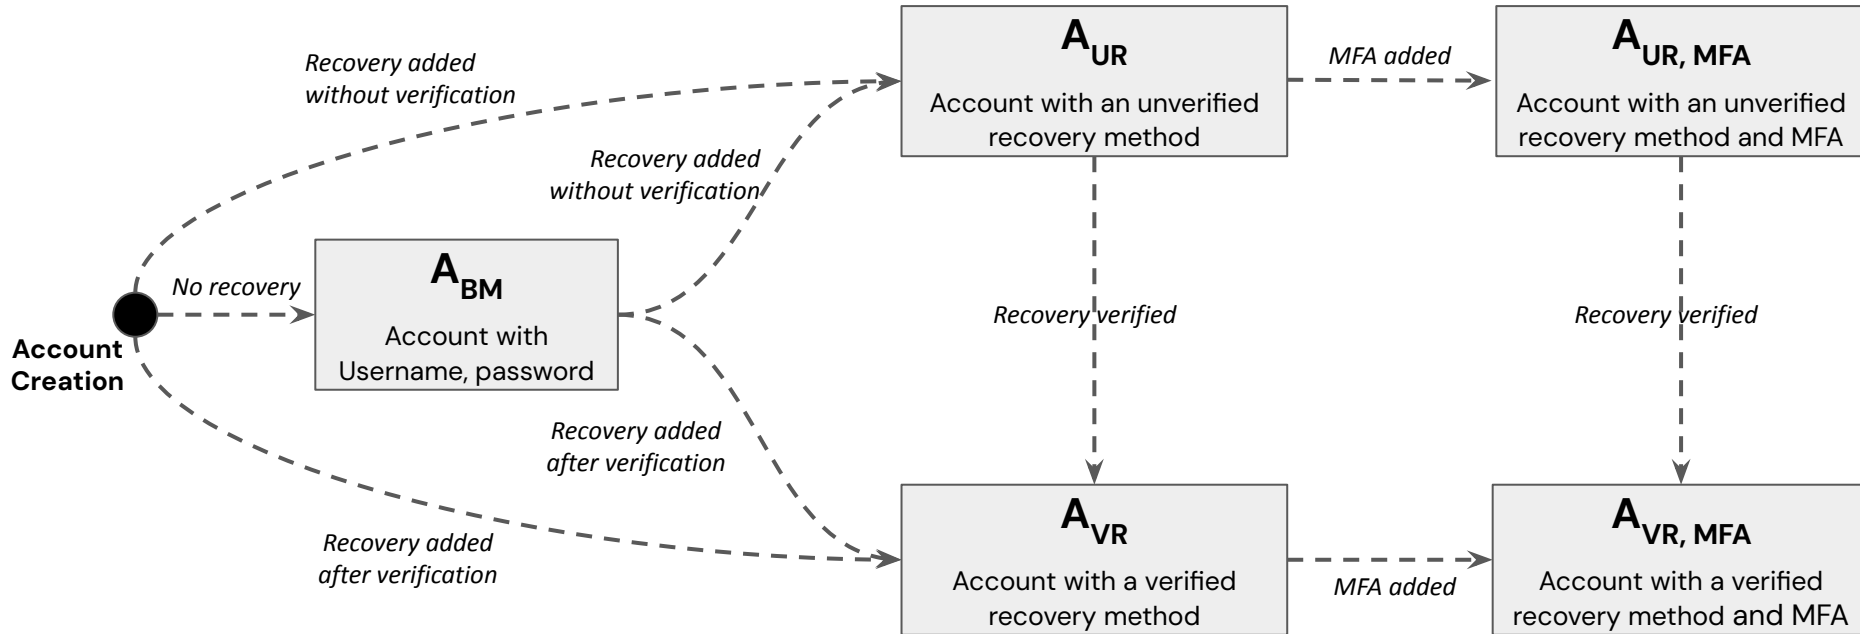 Recovery added
without verification
A_UR
Account with an unverified
recovery method
MFA added
A_UR, MFA
Account with an unverified
recovery method and MFA
Recovery added
without verification
No recovery
A_BM
Account with
Username, password
Account
Creation
Recovery verified
Recovery verified
Recovery added
after verification
Recovery added
after verification
A_VR
Account with a verified
recovery method
MFA added
A_VR, MFA
Account with a verified
recovery method and MFA